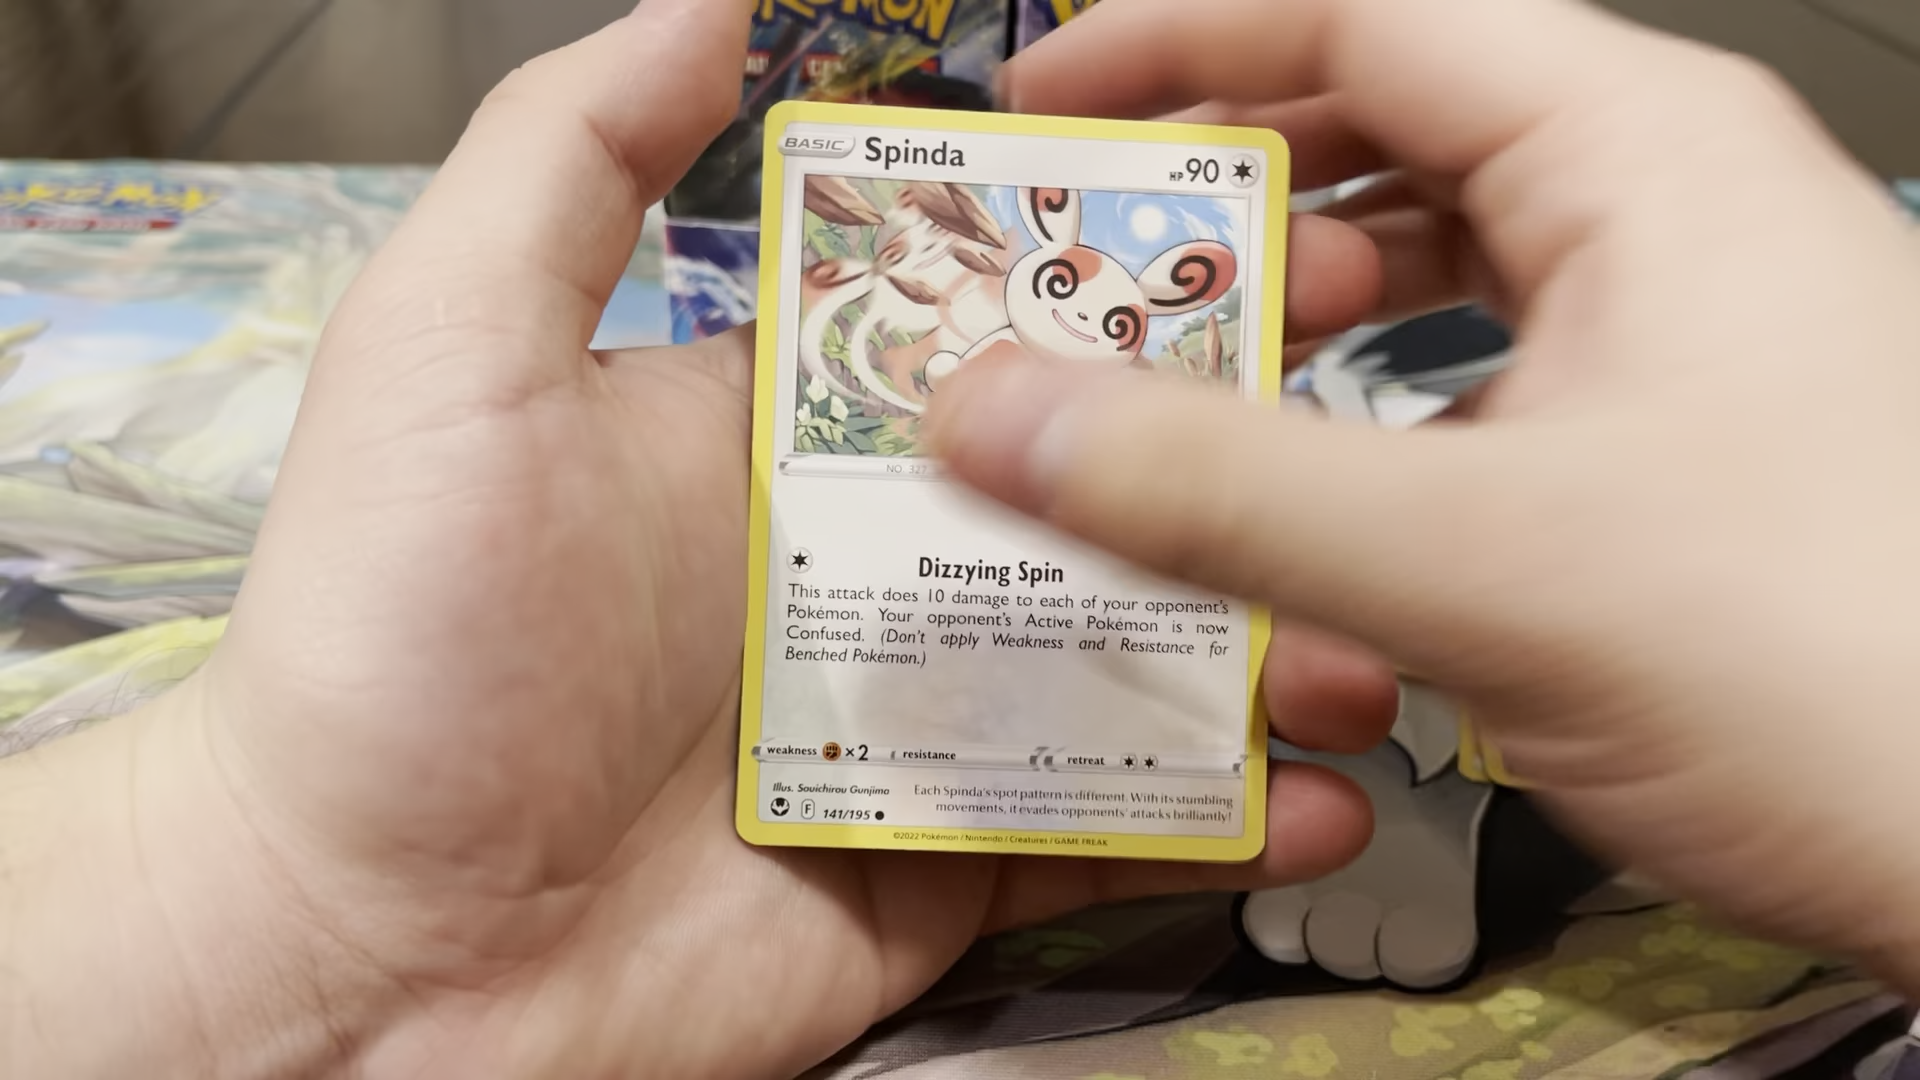 POKÉMON
BASIC Spinda HP 90
NO. 327
Dizzying Spin
This attack does 10 damage to each of your opponent's
Pokémon. Your opponent's Active Pokémon is now
Confused. (Don't apply Weakness and Resistance for
Benched Pokémon.)
weakness ×2 resistance retreat
Illus. Souichirou Gunjima
Each Spinda's spot pattern is different. With its stumbling
movements, it evades opponents' attacks brilliantly!
F 141/195
©2022 Pokémon / Nintendo / Creatures / GAME FREAK